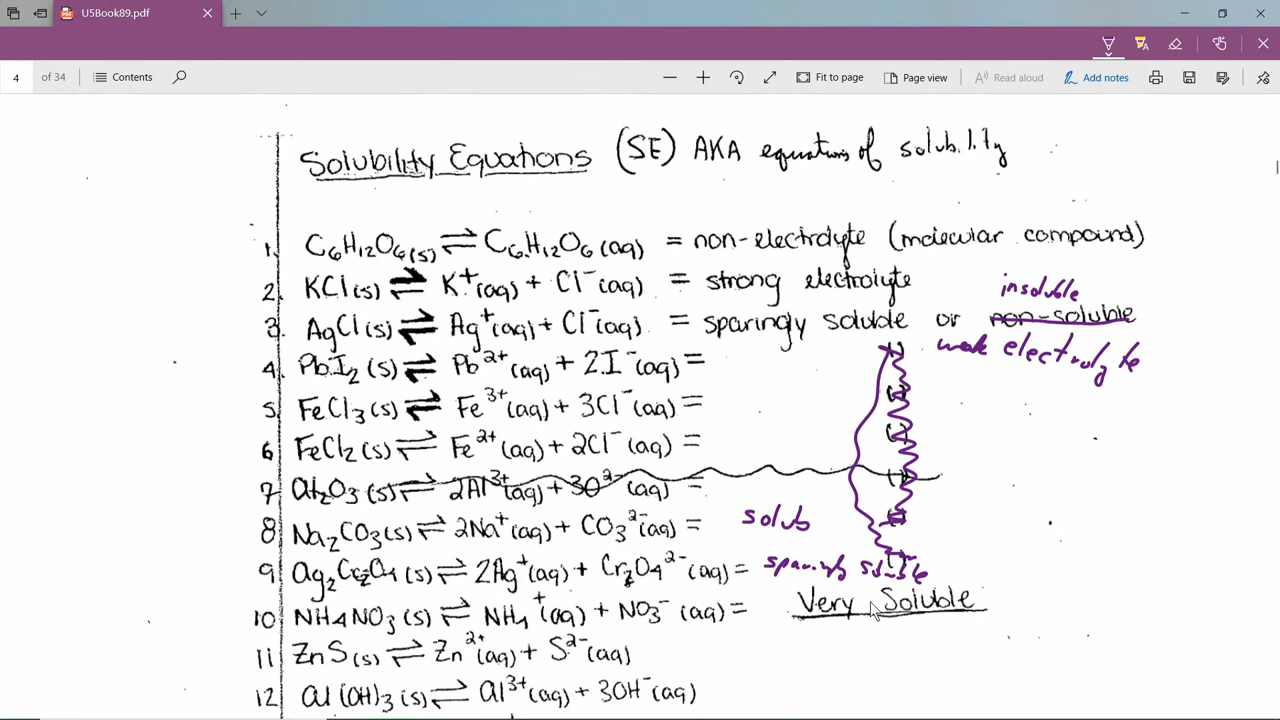 U5Book89.pdf
4 of 34 Contents Fit to page Page view Read aloud Add notes
Solubility Equations (SE) AKA equations of solubility
1. C₆H₁₂O₆(s) ⇌ C₆H₁₂O₆(aq) = non-electrolyte (molecular compound)
2. KCl(s) ⇌ K⁺(aq) + Cl⁻(aq) = strong electrolyte
insoluble
3. AgCl(s) ⇌ Ag⁺(aq) + Cl⁻(aq) = sparingly soluble or non-soluble
weak electrolyte
4. PbI₂(s) ⇌ Pb²⁺(aq) + 2I⁻(aq) =
5. FeCl₃(s) ⇌ Fe³⁺(aq) + 3Cl⁻(aq) =
6 FeCl₂(s) ⇌ Fe²⁺(aq) + 2Cl⁻(aq) =
7 Al₂O₃(s) ⇌ 2Al³⁺(aq) + 3O²⁻(aq) =
8 Na₂CO₃(s) ⇌ 2Na⁺(aq) + CO₃²⁻(aq) = solub
9 Ag₂Cr₂O₄(s) ⇌ 2Ag⁺(aq) + Cr₂O₄²⁻(aq) = sparingly soluble
10 NH₄NO₃(s) ⇌ NH₄⁺(aq) + NO₃⁻(aq) = Very Soluble
11 ZnS(s) ⇌ Zn²⁺(aq) + S²⁻(aq)
12 Al(OH)₃(s) ⇌ Al³⁺(aq) + 3OH⁻(aq)